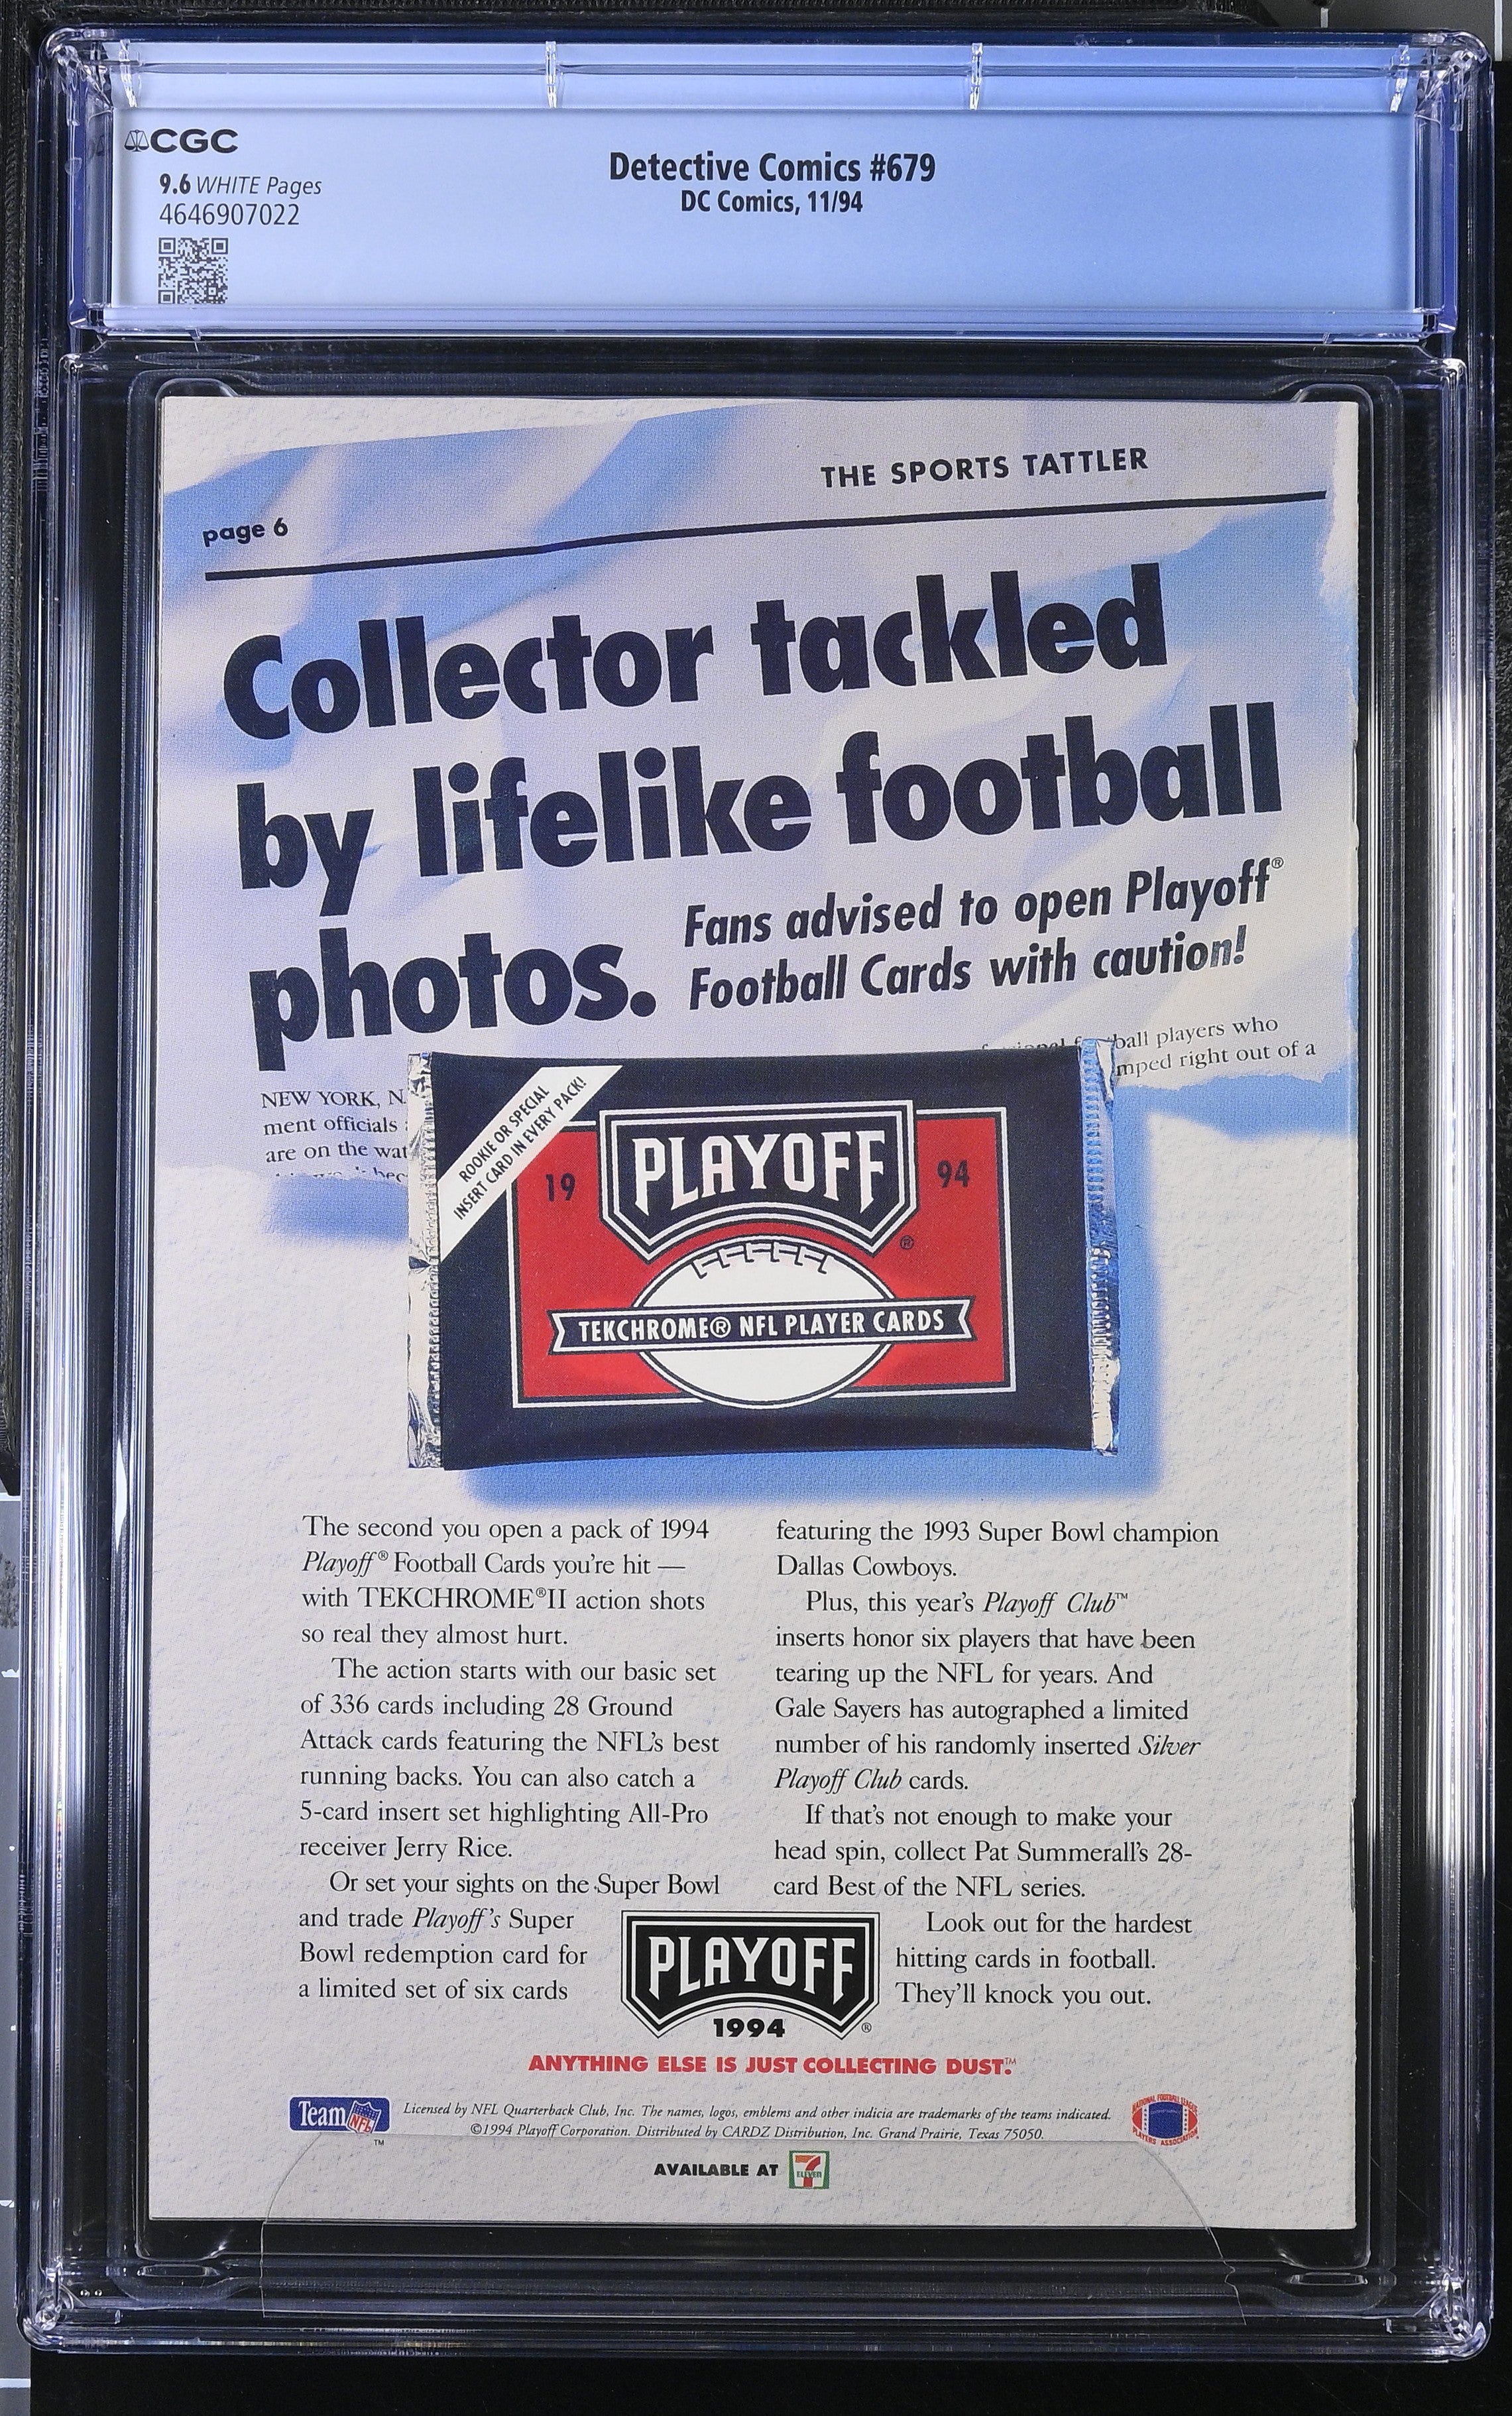 CGC
9.6 WHITE Pages
4646907022
Detective Comics #679
DC Comics, 11/94
THE SPORTS TATTLER
page 6
Collector tackled
by lifelike football
photos.
Fans advised to open Playoff®
Football Cards with caution!
ball players who
right out of a
NEW YORK, N.
ment officials
are on the
ROOKIE OR SPECIAL
INSERT CARD IN EVERY PACK!
19 PLAYOFF® 94
TEKCHROME® NFL PLAYER CARDS
The second you open a pack of 1994
Playoff® Football Cards you're hit —
with TEKCHROME®II action shots
so real they almost hurt.
The action starts with our basic set
of 336 cards including 28 Ground
Attack cards featuring the NFL's best
running backs. You can also catch a
5-card insert set highlighting All-Pro
receiver Jerry Rice.
Or set your sights on the Super Bowl
and trade Playoff's Super
Bowl redemption card for
a limited set of six cards
featuring the 1993 Super Bowl champion
Dallas Cowboys.
Plus, this year's Playoff Club™
inserts honor six players that have been
tearing up the NFL for years. And
Gale Sayers has autographed a limited
number of his randomly inserted Silver
Playoff Club cards.
If that's not enough to make your
head spin, collect Pat Summerall's 28-
card Best of the NFL series.
Look out for the hardest
hitting cards in football.
They'll knock you out.
PLAYOFF
1994 ®
ANYTHING ELSE IS JUST COLLECTING DUST.™
Team NFL ™
Licensed by NFL Quarterback Club, Inc. The names, logos, emblems and other indicia are trademarks of the teams indicated.
©1994 Playoff Corporation. Distributed by CARDZ Distribution, Inc. Grand Prairie, Texas 75050.
NATIONAL FOOTBALL LEAGUE
PLAYERS ASSOCIATION
AVAILABLE AT 7 ELEVEN